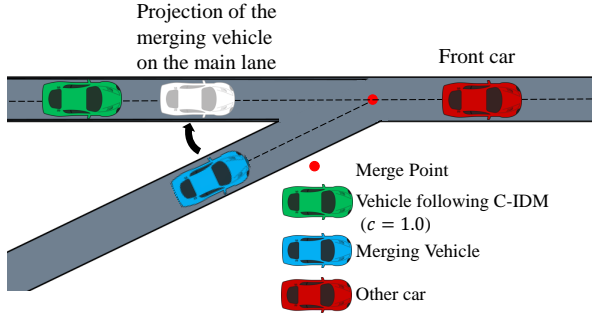 Projection of the
merging vehicle
on the main lane
Front car
Merge Point
Vehicle following C-IDM
(c = 1.0)
Merging Vehicle
Other car